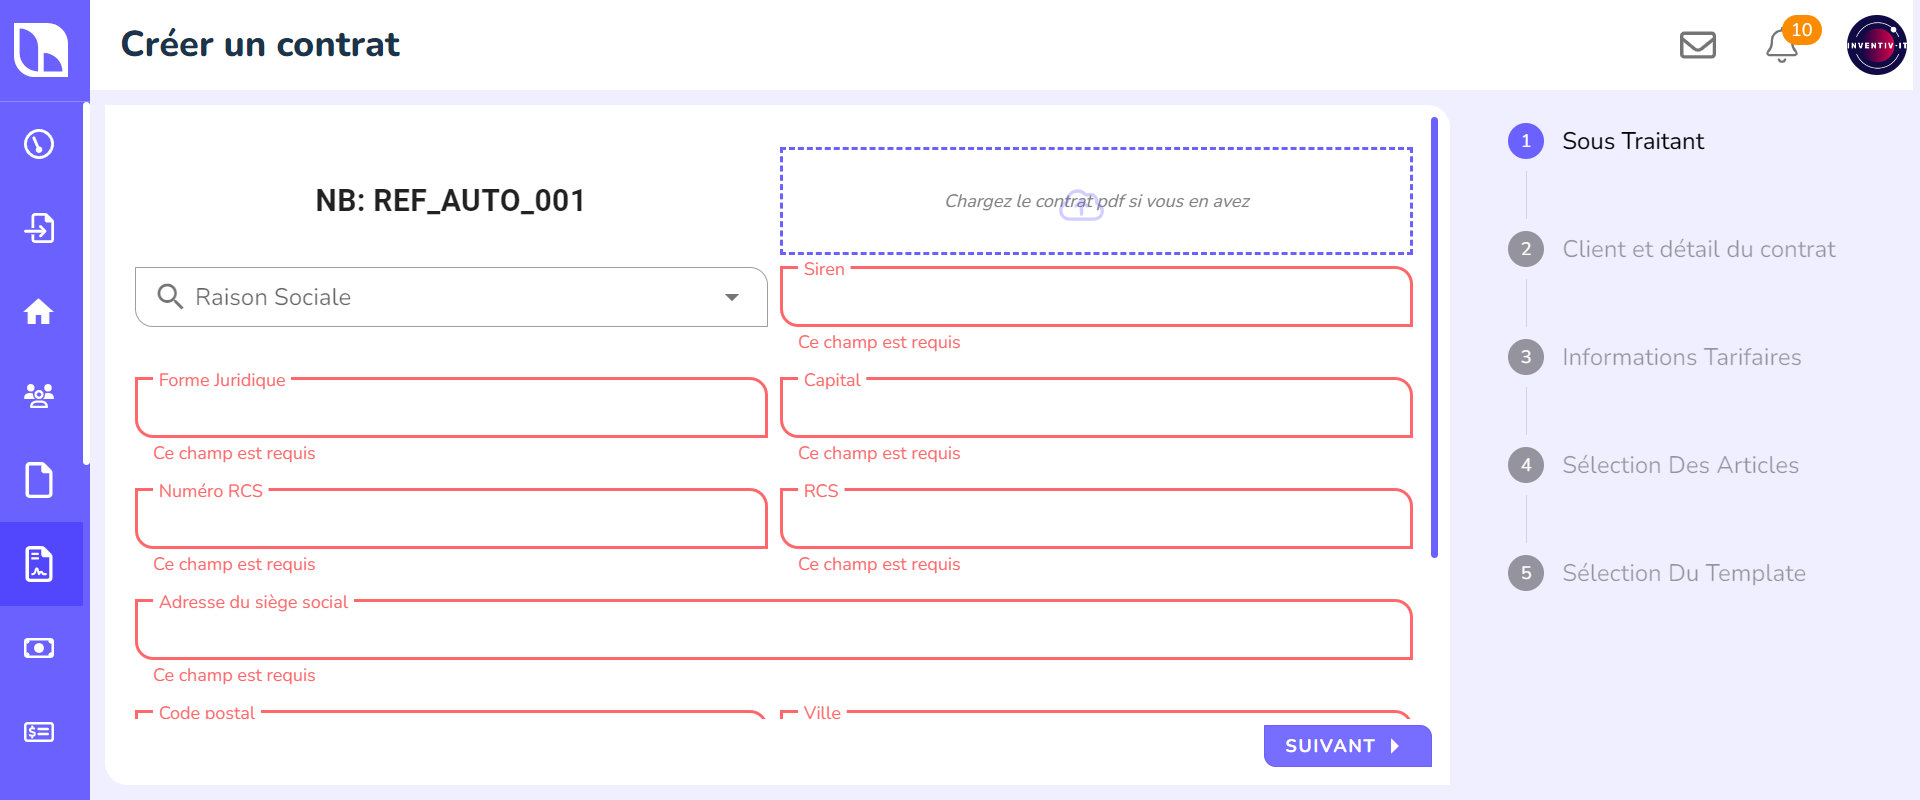 Créer un contrat
10
INVENTIV-IT
NB: REF_AUTO_001
Chargez le contrat pdf si vous en avez
Raison Sociale
Siren
Ce champ est requis
Forme Juridique
Ce champ est requis
Capital
Ce champ est requis
Numéro RCS
Ce champ est requis
RCS
Ce champ est requis
Adresse du siège social
Ce champ est requis
Code postal
Ville
SUIVANT
1 Sous Traitant
2 Client et détail du contrat
3 Informations Tarifaires
4 Sélection Des Articles
5 Sélection Du Template